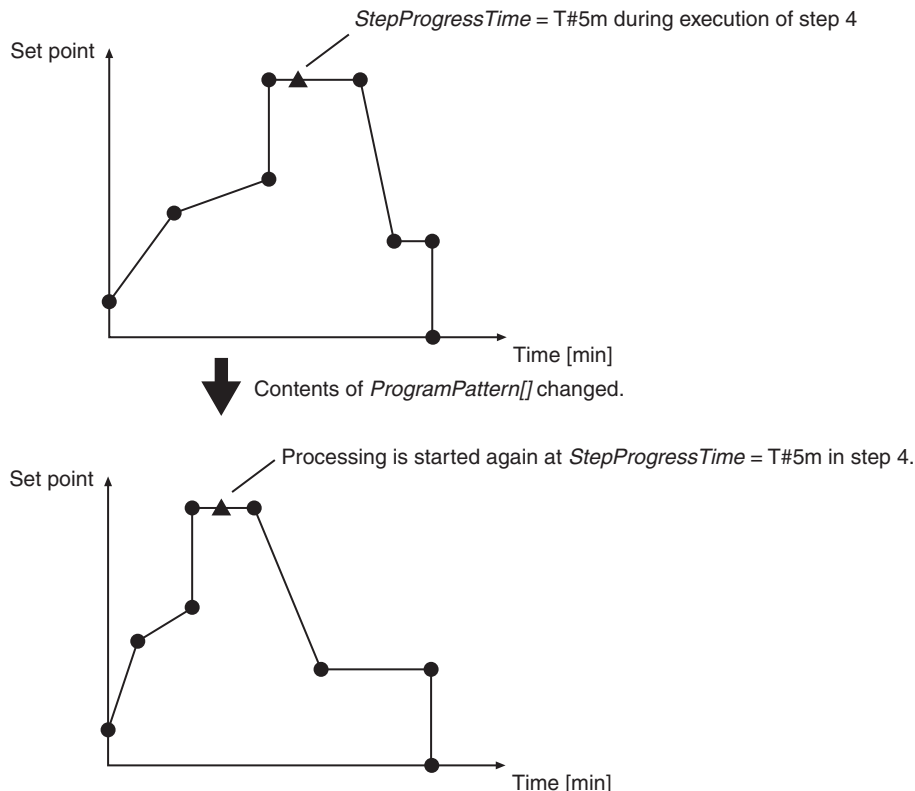 StepProgressTime = T#5m during execution of step 4
Set point
Time [min]
Contents of ProgramPattern[] changed.
Processing is started again at StepProgressTime = T#5m in step 4.
Set point
Time [min]